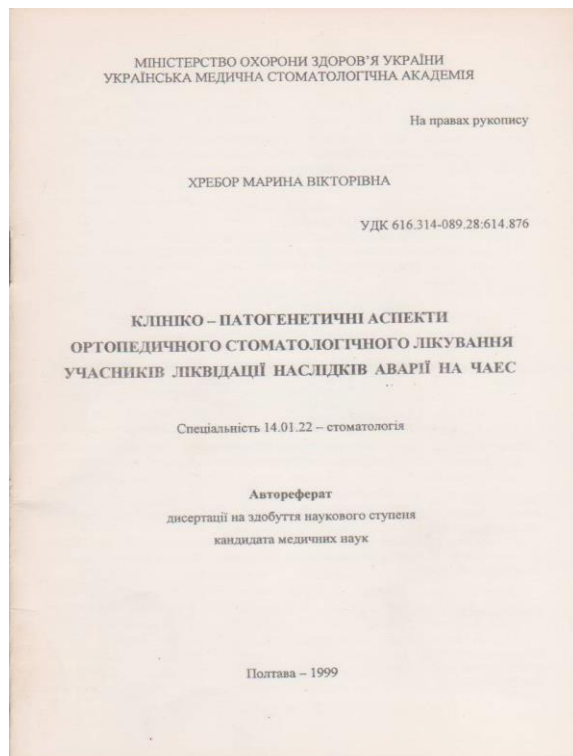 МІНІСТЕРСТВО ОХОРОНИ ЗДОРОВ’Я УКРАЇНИ
УКРАЇНСЬКА МЕДИЧНА СТОМАТОЛОГІЧНА АКАДЕМІЯ
На правах рукопису
ХРЕБОР МАРИНА ВІКТОРІВНА
УДК 616.314-089.28:614.876
КЛІНІКО – ПАТОГЕНЕТИЧНІ АСПЕКТИ
ОРТОПЕДИЧНОГО СТОМАТОЛОГІЧНОГО ЛІКУВАННЯ
УЧАСНИКІВ ЛІКВІДАЦІЇ НАСЛІДКІВ АВАРІЇ НА ЧАЕС
Спеціальність 14.01.22 – стоматологія
Автореферат
дисертації на здобуття наукового ступеня
кандидата медичних наук
Полтава – 1999